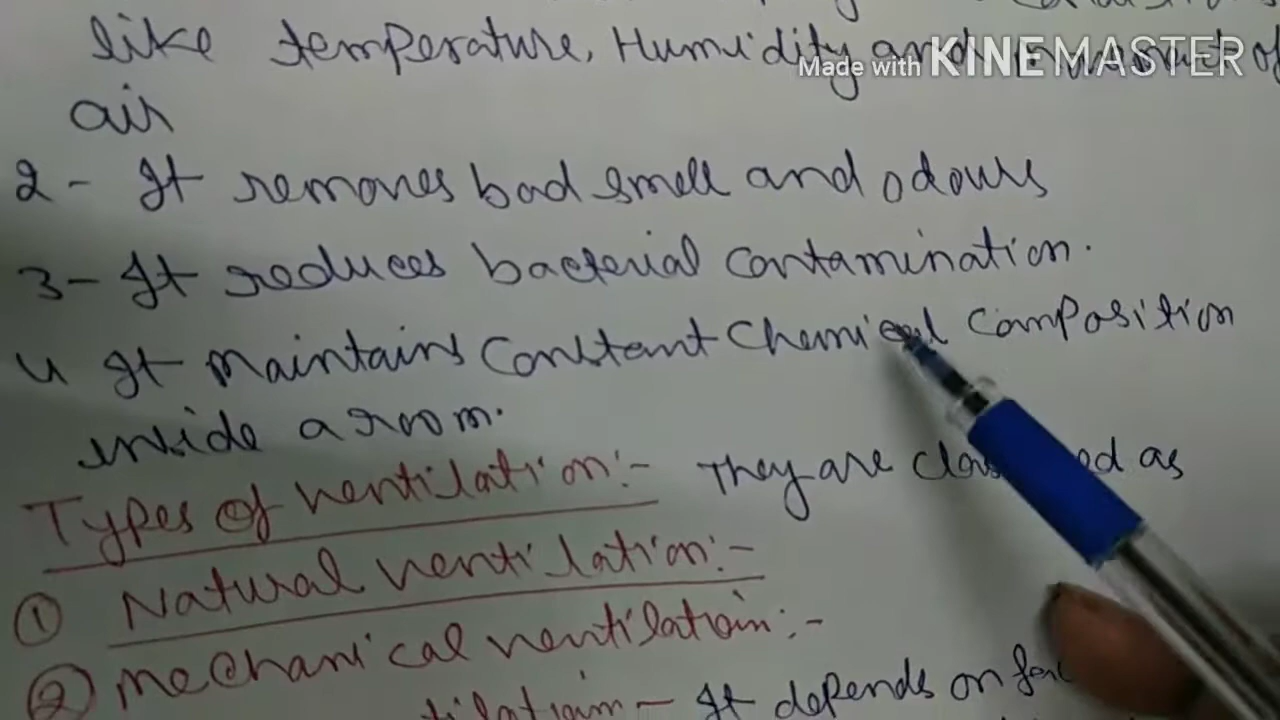 like temperature, Humidity and
Made with KINEMASTER
air
2 - It removes bad smell and odours
3 - It reduces bacterial contamination.
4 It maintains constant chemical composition
inside a room.
Types of ventilation:- They are as
① Natural ventilation:-
② mechanical ventilation:-
- It depends on